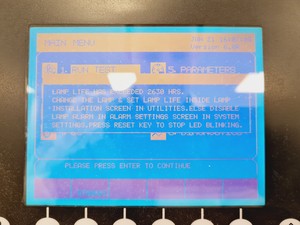 MAIN MENU
1. RUN TEST
5. PARAMETERS
LAMP LIFE HAS EXCEEDED 2630 HRS.
CHANGE THE LAMP & SET LAMP LIFE INSIDE LAMP
INSTALLATION SCREEN IN UTILITIES.ELSE DISABLE
LAMP ALARM IN ALARM SETTINGS SCREEN IN SYSTEM
SETTINGS.PRESS RESET KEY TO STOP LED BLINKING.
PLEASE PRESS ENTER TO CONTINUE